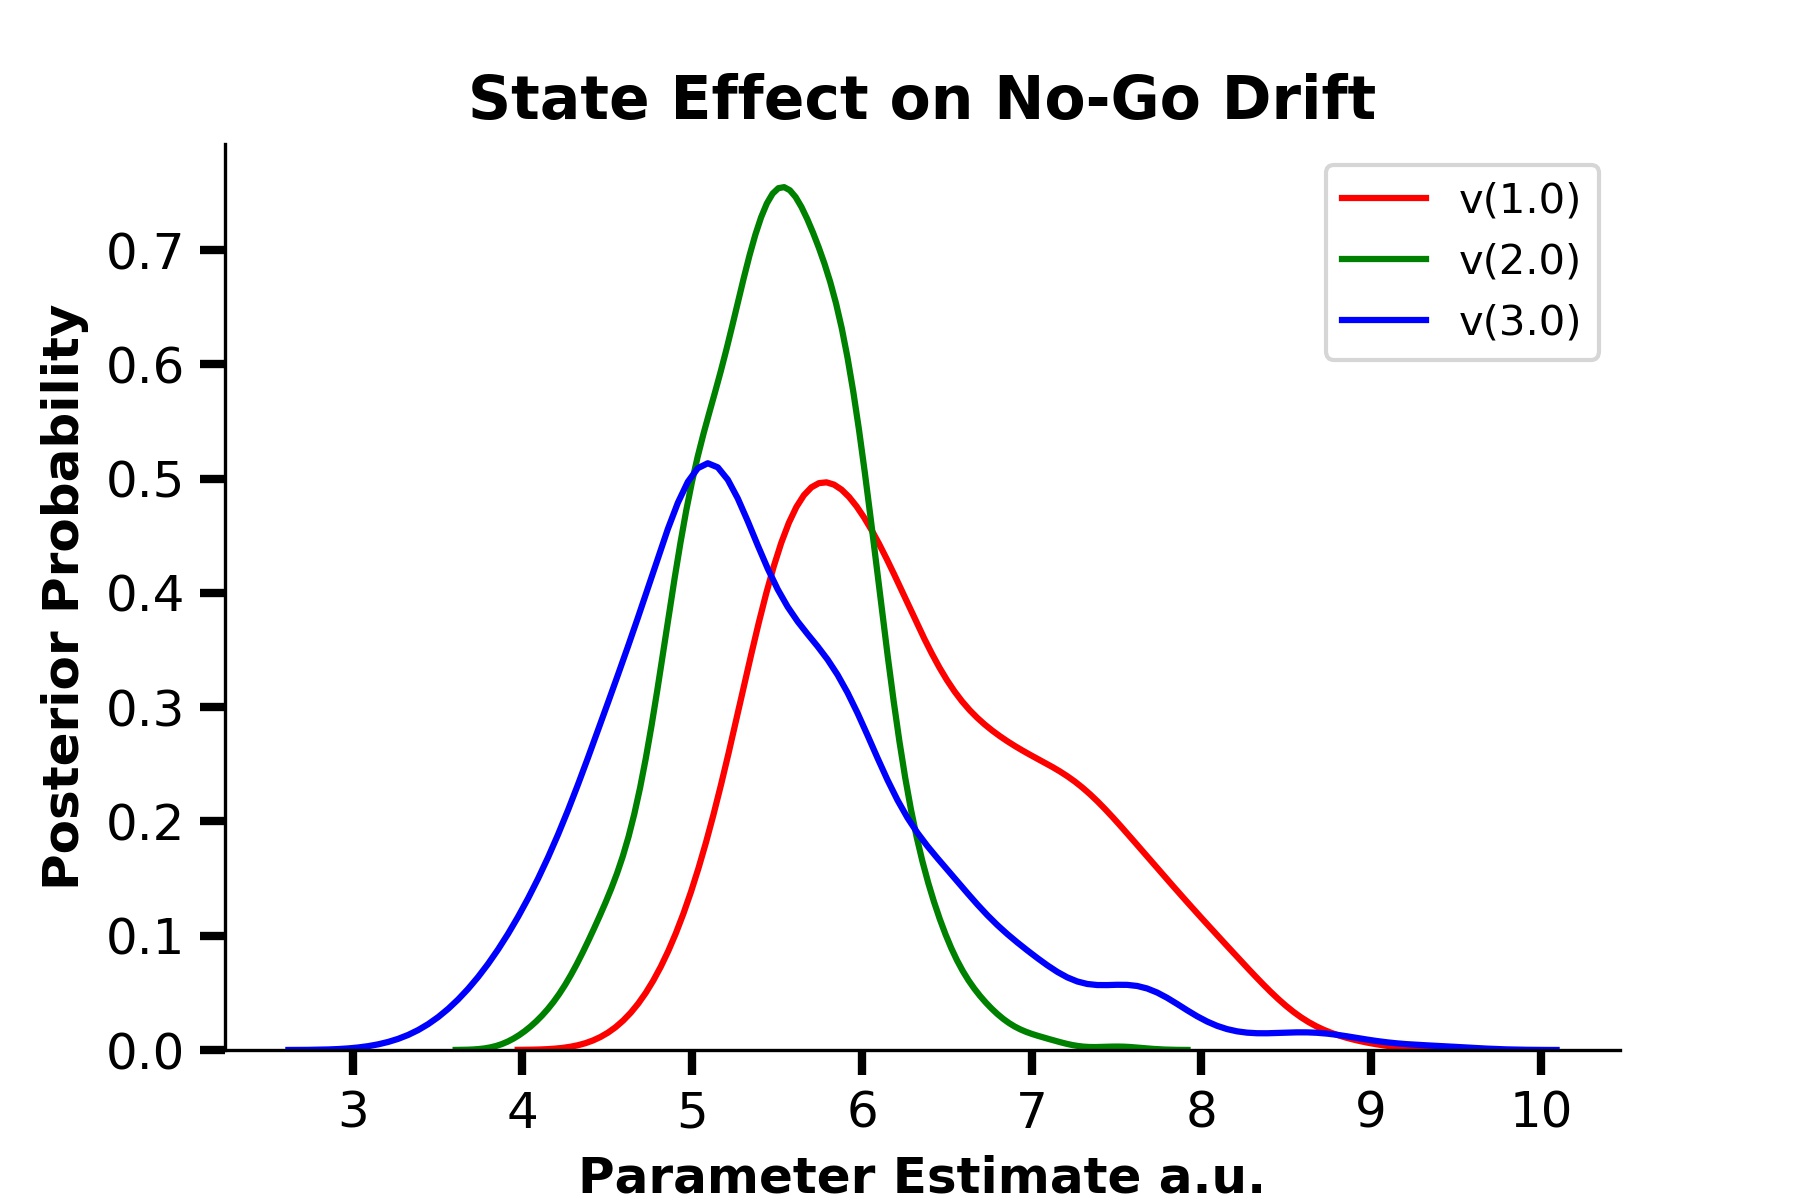 State Effect on No-Go Drift
v(1.0)
v(2.0)
v(3.0)
Posterior Probability
0.7
0.6
0.5
0.4
0.3
0.2
0.1
0.0
3 4 5 6 7 8 9 10
Parameter Estimate a.u.